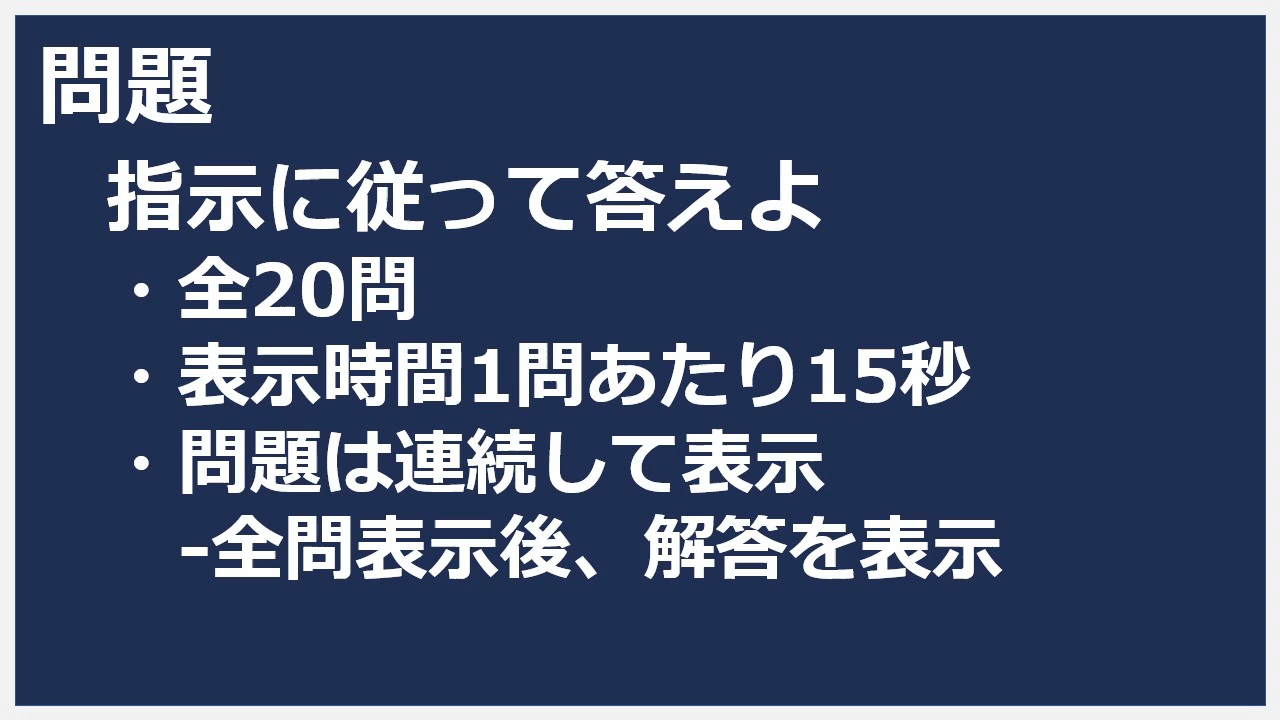 問題
指示に従って答えよ
・全20問
・表示時間1問あたり15秒
・問題は連続して表示
-全問表示後、解答を表示